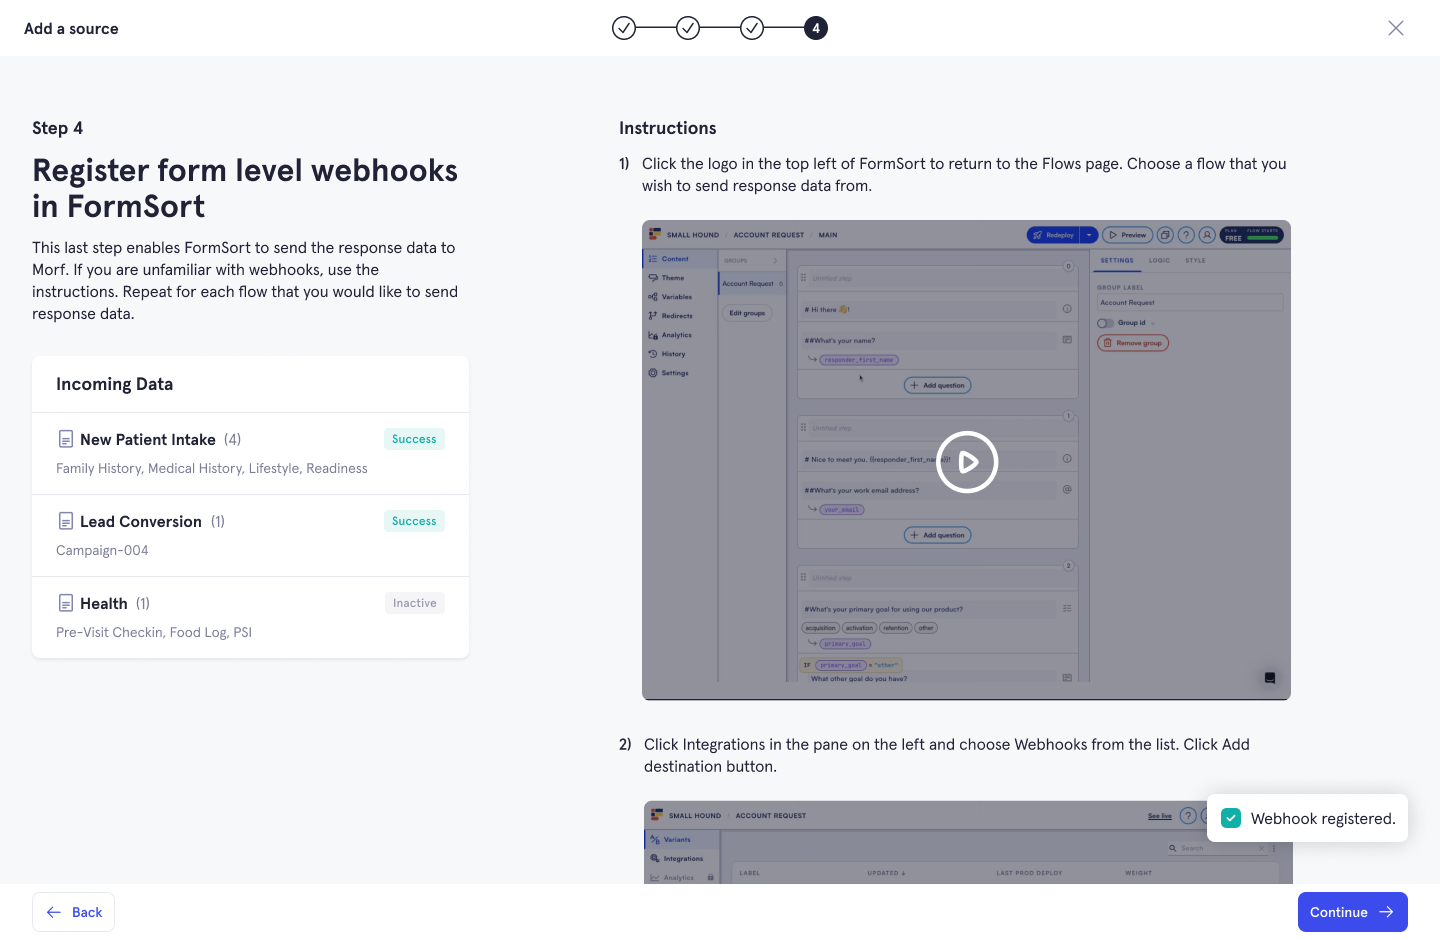 Add a source
4
Step 4
Register form level webhooks
in FormSort
This last step enables FormSort to send the response data to
Morf. If you are unfamiliar with webhooks, use the
instructions. Repeat for each flow that you would like to send
response data.
Incoming Data
New Patient Intake (4) Success
Family History, Medical History, Lifestyle, Readiness
Lead Conversion (1) Success
Campaign-004
Health (1) Inactive
Pre-Visit Checkin, Food Log, PSI
Instructions
1) Click the logo in the top left of FormSort to return to the Flows page. Choose a flow that you
wish to send response data from.
SMALL HOUND / ACCOUNT REQUEST / MAIN
Redeploy
Preview
PLAN
FREE
FLOW STARTS
Content
Theme
Variables
Redirects
Analytics
History
Settings
GROUPS
Account Request 0
Edit groups
0
Untitled step
# Hi there 👋!
##What's your name?
responder_first_name
+ Add question
1
Untitled step
# Nice to meet you, {{responder_first_name}}!
##What's your work email address?
your_email
+ Add question
2
Untitled step
#What's your primary goal for using our product?
acquisition activation retention other
primary_goal
IF primary_goal = "other"
What other goal do you have?
SETTINGS LOGIC STYLE
GROUP LABEL
Account Request
Group id
Remove group
2) Click Integrations in the pane on the left and choose Webhooks from the list. Click Add
destination button.
SMALL HOUND / ACCOUNT REQUEST
See live
Variants
Integrations
Analytics
Search
LABEL UPDATED ↓ LAST PROD DEPLOY WEIGHT
Webhook registered.
← Back
Continue →